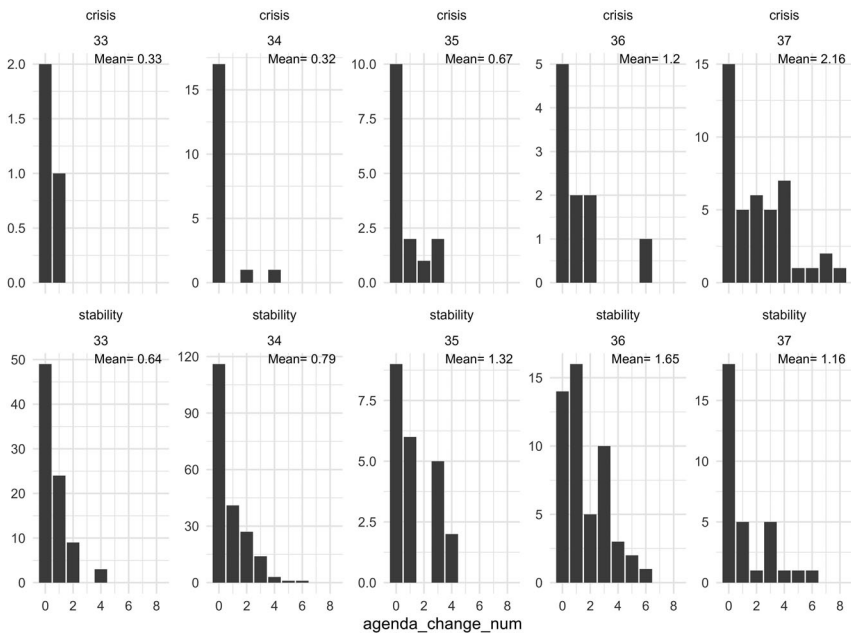 crisis crisis crisis crisis crisis
33 34 35 36 37
Mean= 0.33 Mean= 0.32 Mean= 0.67 Mean= 1.2 Mean= 2.16
2.0 10.0 5 15
15
1.5 7.5 4
10 3 10
1.0 5.0
2
0.5 5 2.5 5
1
0.0 0 0.0 0 0
stability stability stability stability stability
33 34 35 36 37
Mean= 0.64 Mean= 0.79 Mean= 1.32 Mean= 1.65 Mean= 1.16
50 120
40 90 7.5 15 15
30 60 5.0 10 10
20
10 30 2.5 5 5
0 0 0.0 0 0
0 2 4 6 8 0 2 4 6 8 0 2 4 6 8 0 2 4 6 8 0 2 4 6 8
agenda_change_num